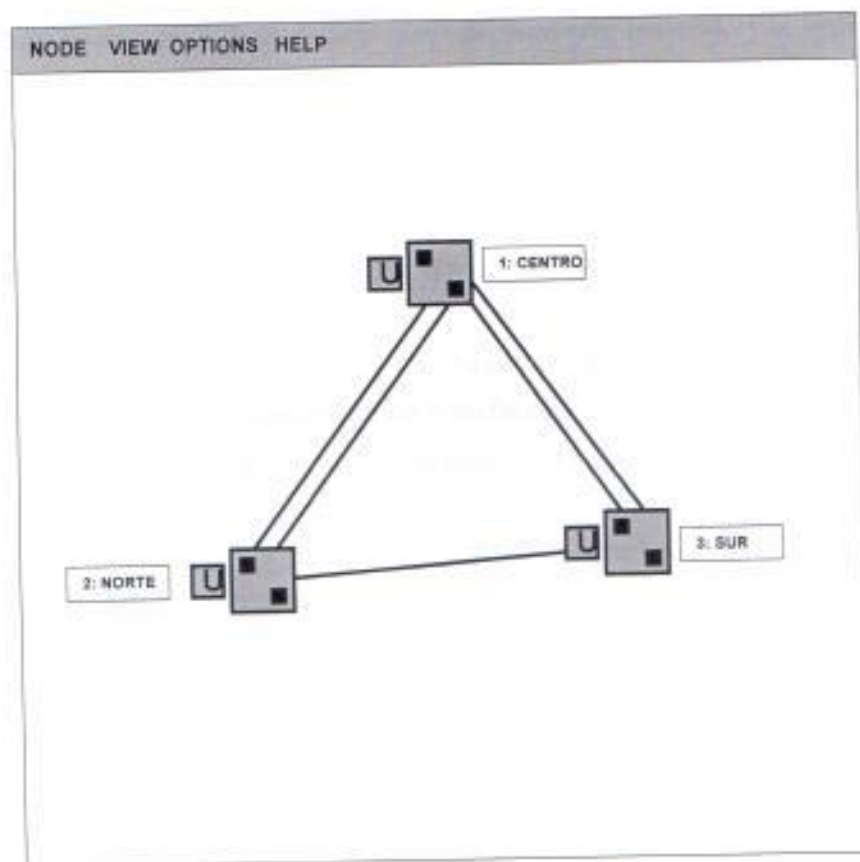 NODE VIEW OPTIONS HELP
U
1: CENTRO
U
3: SUR
2: NORTE
U